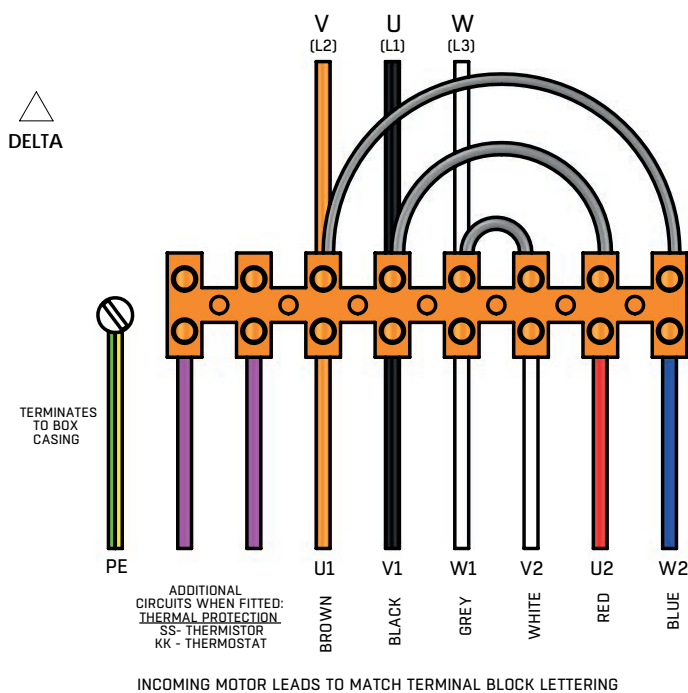 V U W
(L2) (L1) (L3)
DELTA
TERMINATES
TO BOX
CASING
PE
ADDITIONAL
CIRCUITS WHEN FITTED:
THERMAL PROTECTION
SS- THERMISTOR
KK - THERMOSTAT
U1 V1 W1 V2 U2 W2
BROWN
BLACK
GREY
WHITE
RED
BLUE
INCOMING MOTOR LEADS TO MATCH TERMINAL BLOCK LETTERING